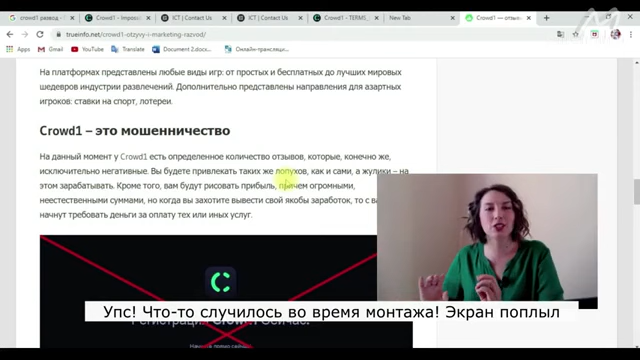 crowd1 развод - G
Crowd1 - Impossi
ICT | Contact Us
ICT | Contact Us
Crowd1 - TERMS
New Tab
Crowd1 — отзыв
trueinfo.net/crowd1-otzyvy-i-marketing-razvod/
Gmail
YouTube
Translate
Document 2.docx...
Онлайн-трансляци...
На платформах представлены любые виды игр: от простых и бесплатных до лучших мировых
шедевров индустрии развлечений. Дополнительно представлены направления для азартных
игроков: ставки на спорт, лотереи.
Crowd1 – это мошенничество
На данный момент у Crowd1 есть определенное количество отзывов, которые, конечно же,
исключительно негативные. Вы будете привлекать таких же лопухов, как и сами, а жулики – на
этом зарабатывать. Кроме того, вам будут рисовать прибыль, причем огромными,
неестественными суммами, но когда вы захотите вывести свой якобы заработок, то с ва
начнут требовать деньги за оплату тех или иных услуг.
Упс! Что-то случилось во время монтажа! Экран поплыл